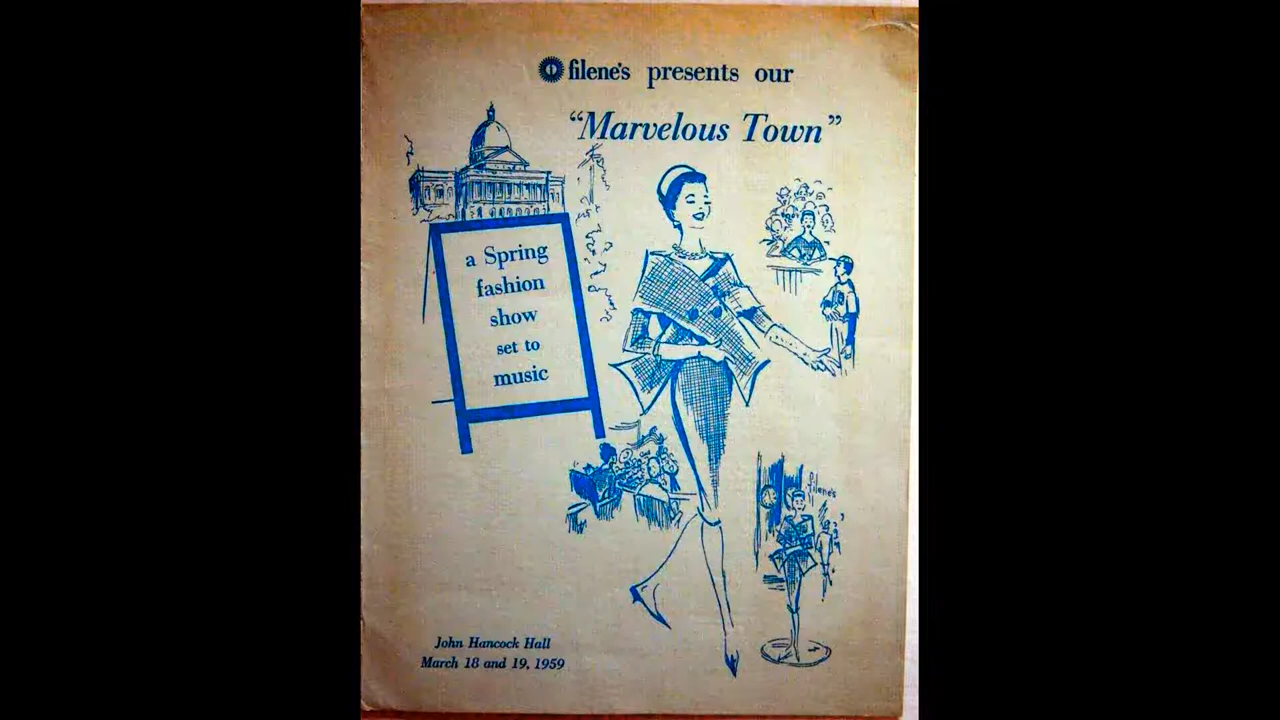 filene's presents our
"Marvelous Town"
a Spring
fashion
show
set to
music
filene's
John Hancock Hall
March 18 and 19, 1959